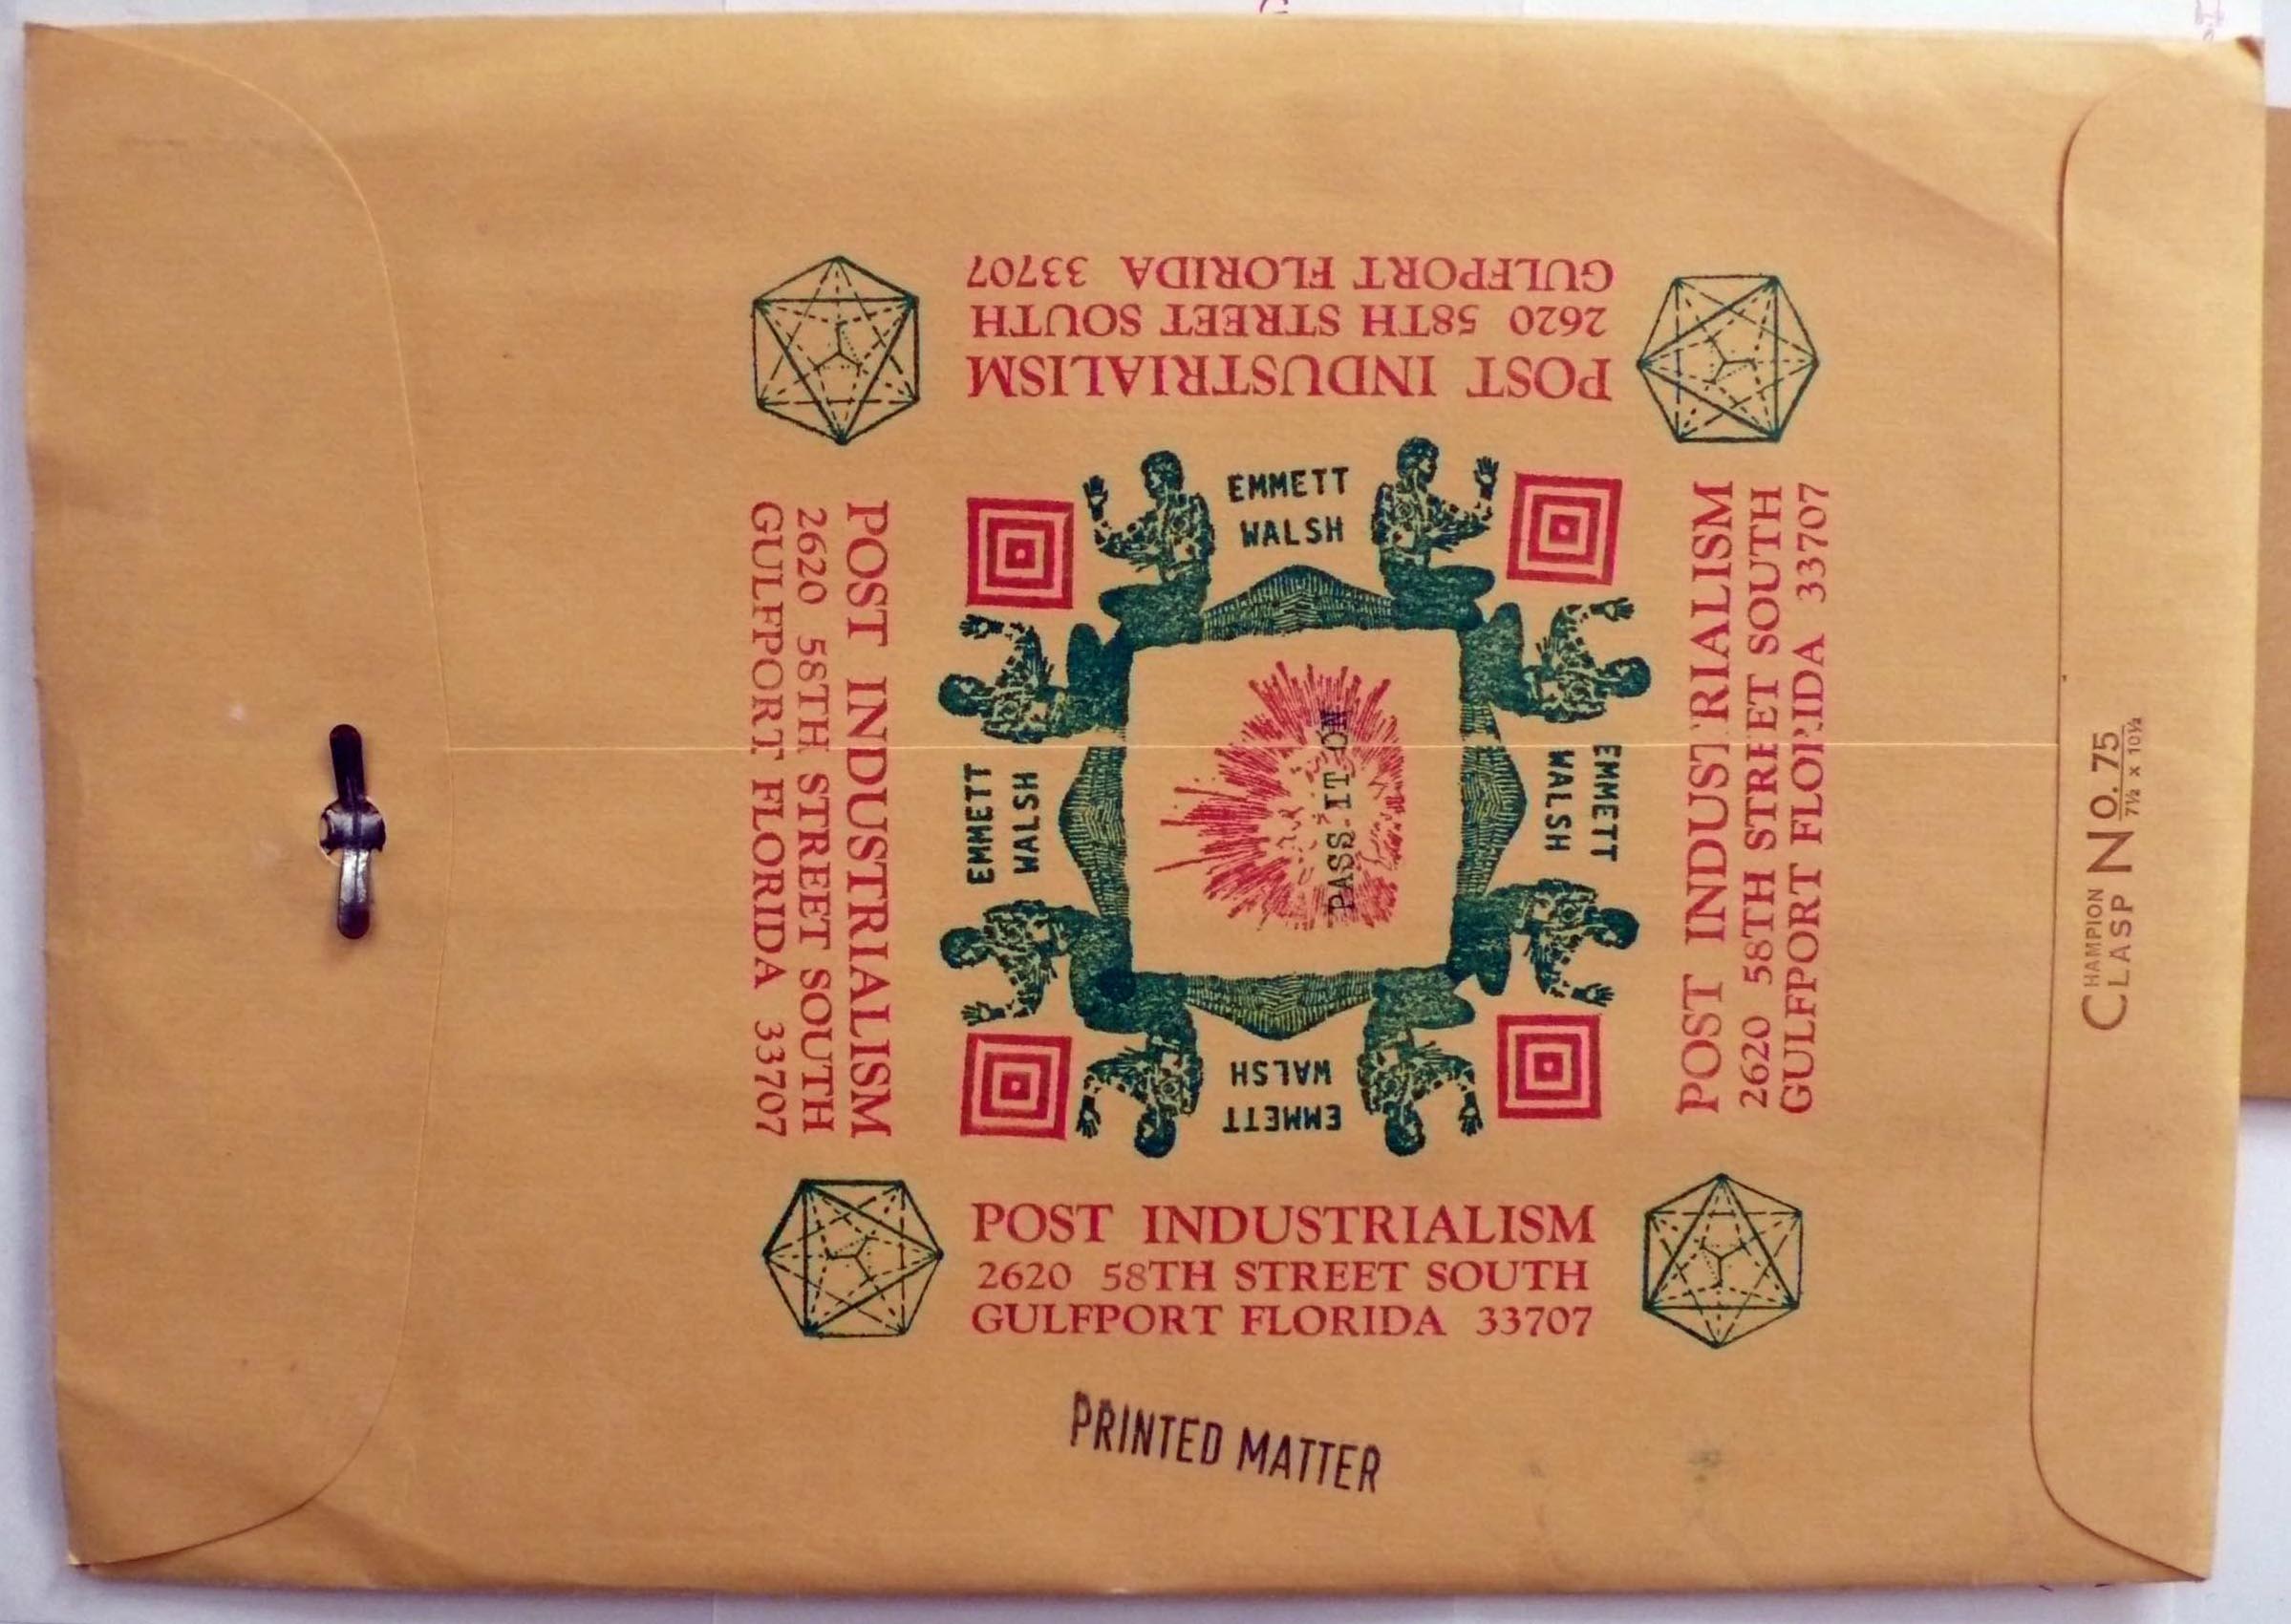 POST INDUSTRIALISM
2620 58TH STREET SOUTH
GULFPORT FLORIDA 33707
POST INDUSTRIALISM
2620 58TH STREET SOUTH
GULFPORT FLORIDA 33707
EMMETT
WALSH
EMMETT
WALSH
PASS IT ON
EMMETT
WALSH
EMMETT
WALSH
POST INDUSTRIALISM
2620 58TH STREET SOUTH
GULFPORT FLORIDA 33707
POST INDUSTRIALISM
2620 58TH STREET SOUTH
GULFPORT FLORIDA 33707
PRINTED MATTER
CHAMPION
CLASP No. 75
7½ x 10½